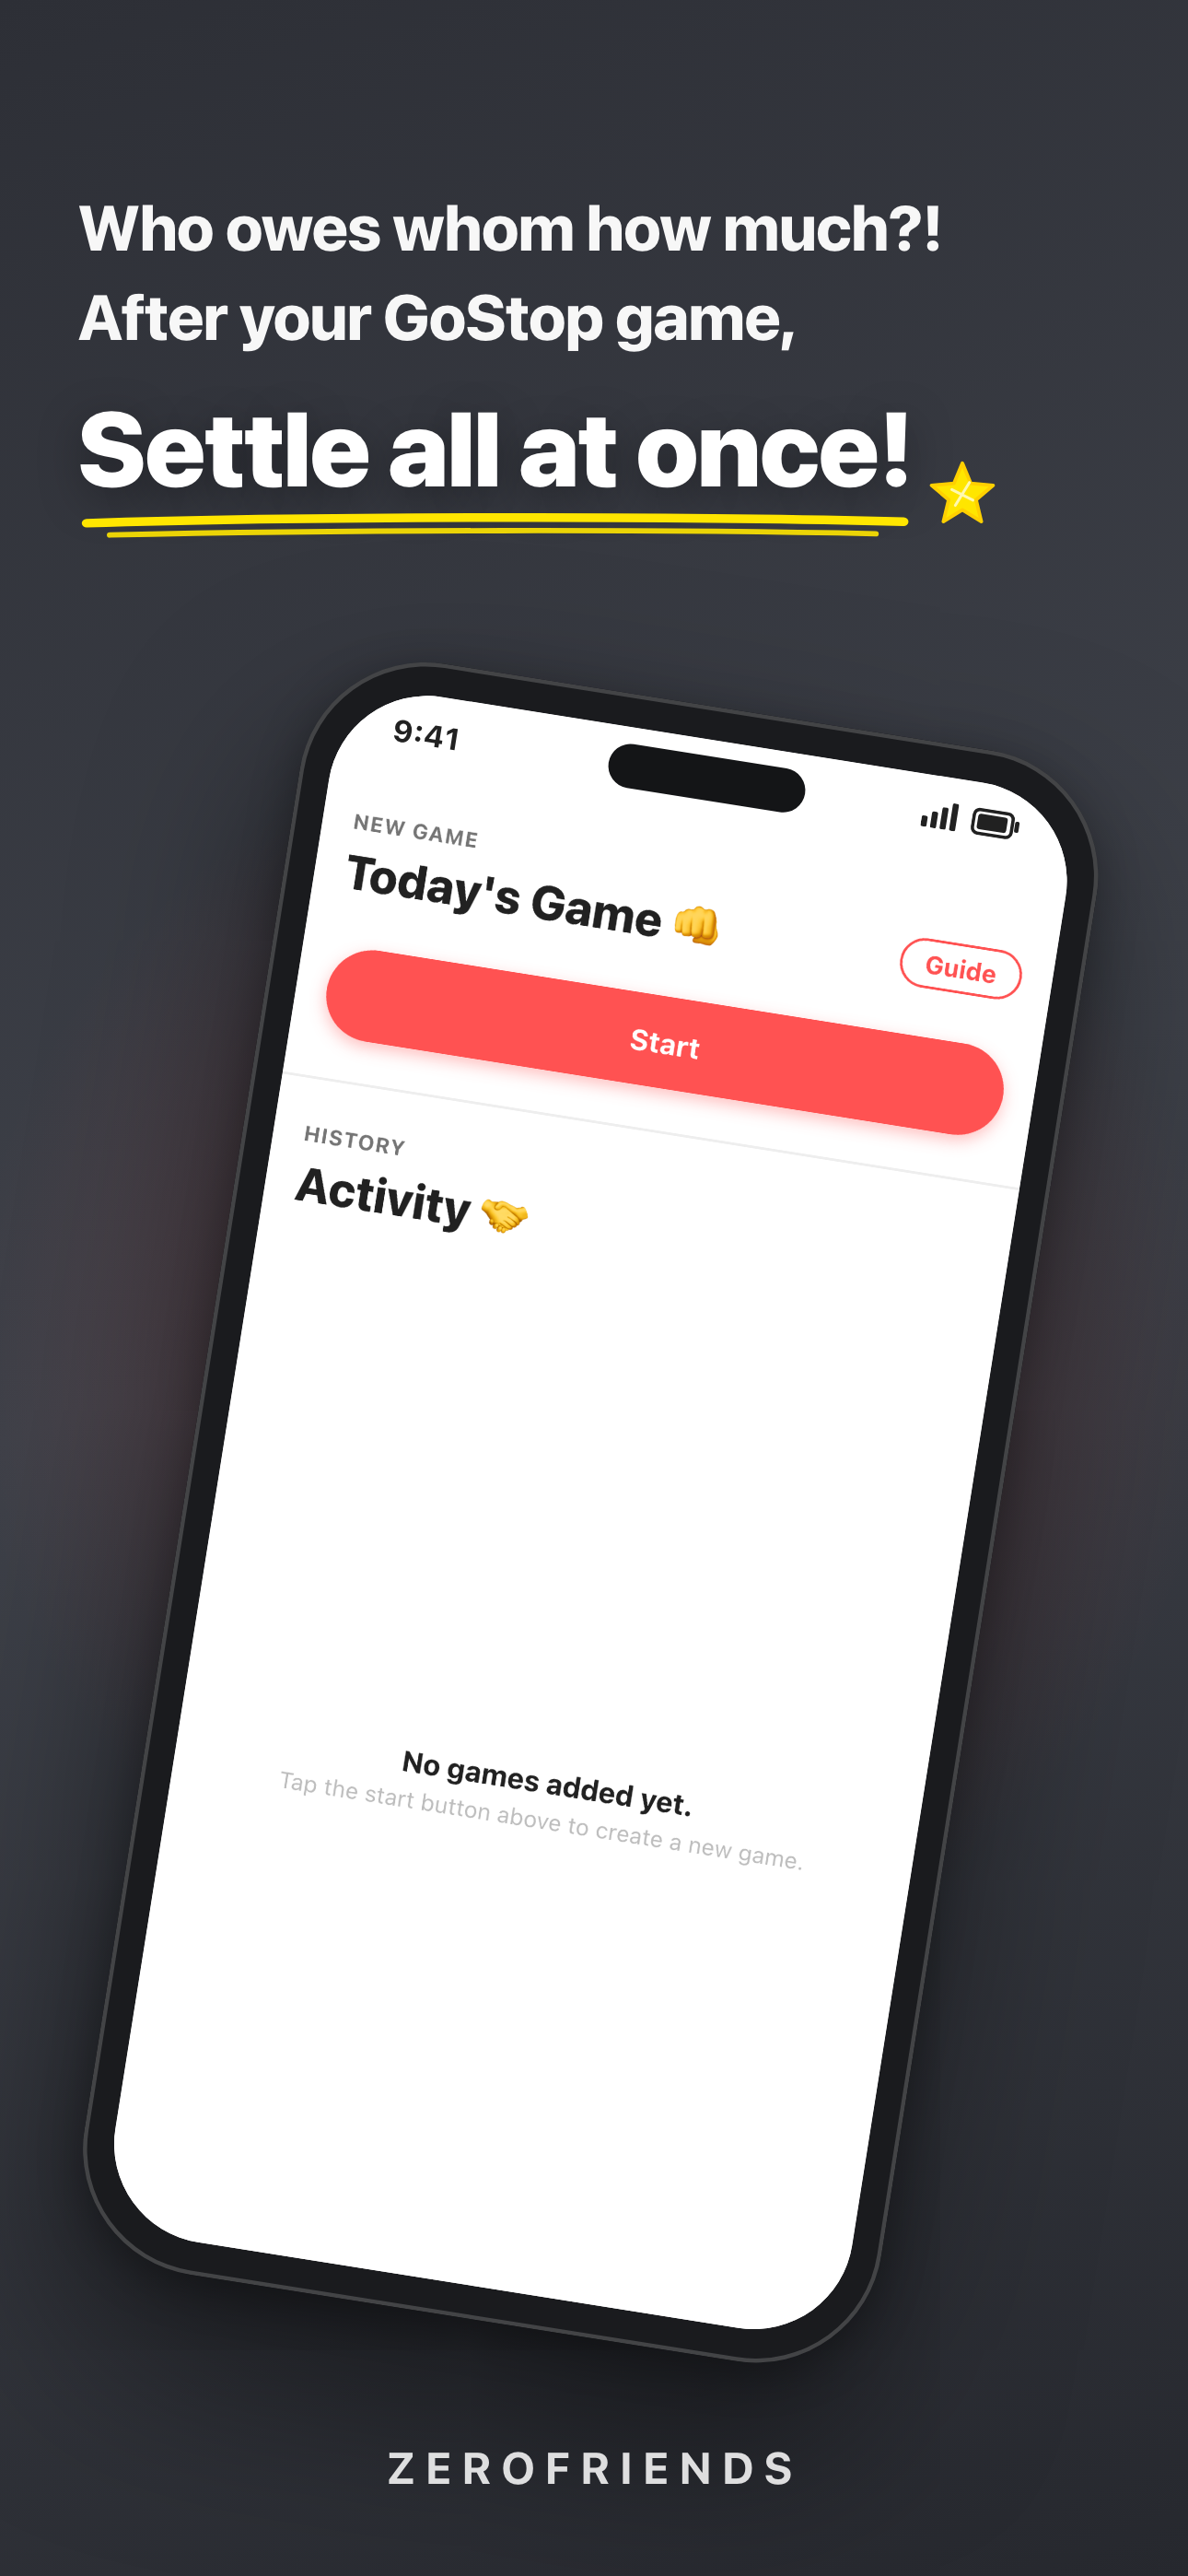 Who owes whom how much?!
After your GoStop game,
Settle all at once!
9:41
NEW GAME
Today's Game 👊
Guide
Start
HISTORY
Activity 🤝
No games added yet.
Tap the start button above to create a new game.
ZEROFRIENDS